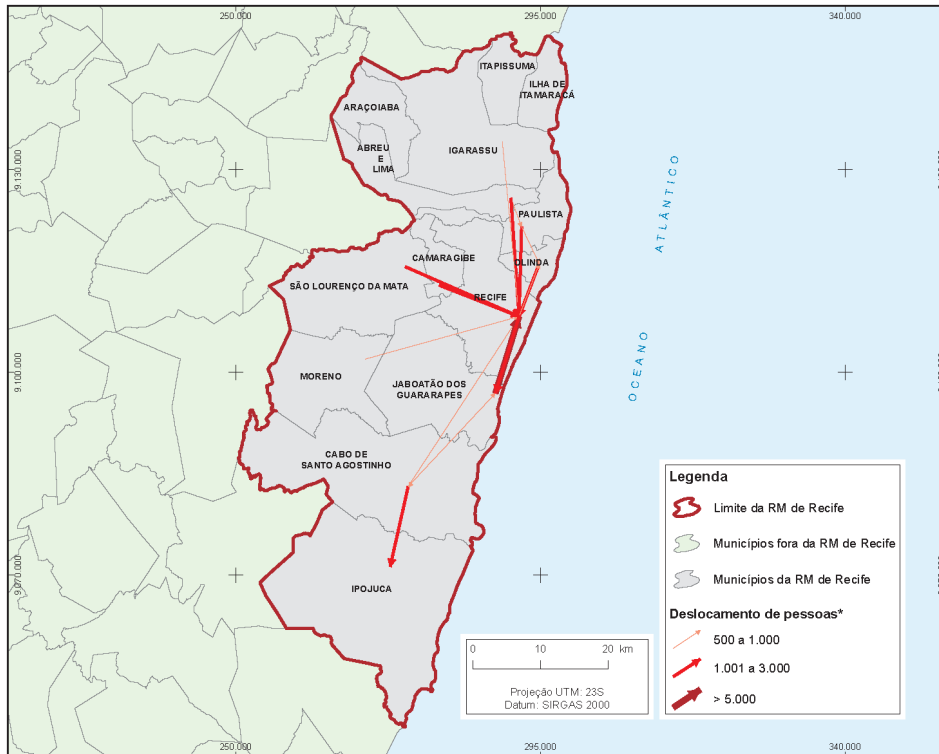 250.000
295.000
340.000
ITAPISSUMA
ILHA DE
ITAMARACÁ
ARAÇOIABA
ABREU
E
LIMA
IGARASSU
9.130.000
PAULISTA
CAMARAGIBE
OLINDA
SÃO LOURENÇO DA MATA
RECIFE
OCEANO ATLÂNTICO
9.100.000
MORENO
JABOATÃO DOS
GUARARAPES
CABO DE
SANTO AGOSTINHO
9.070.000
IPOJUCA
0 10 20 km
Projeção UTM: 23S
Datum: SIRGAS 2000
Legenda
Limite da RM de Recife
Municípios fora da RM de Recife
Municípios da RM de Recife
Deslocamento de pessoas*
500 a 1.000
1.001 a 3.000
> 5.000
250.000
295.000
340.000